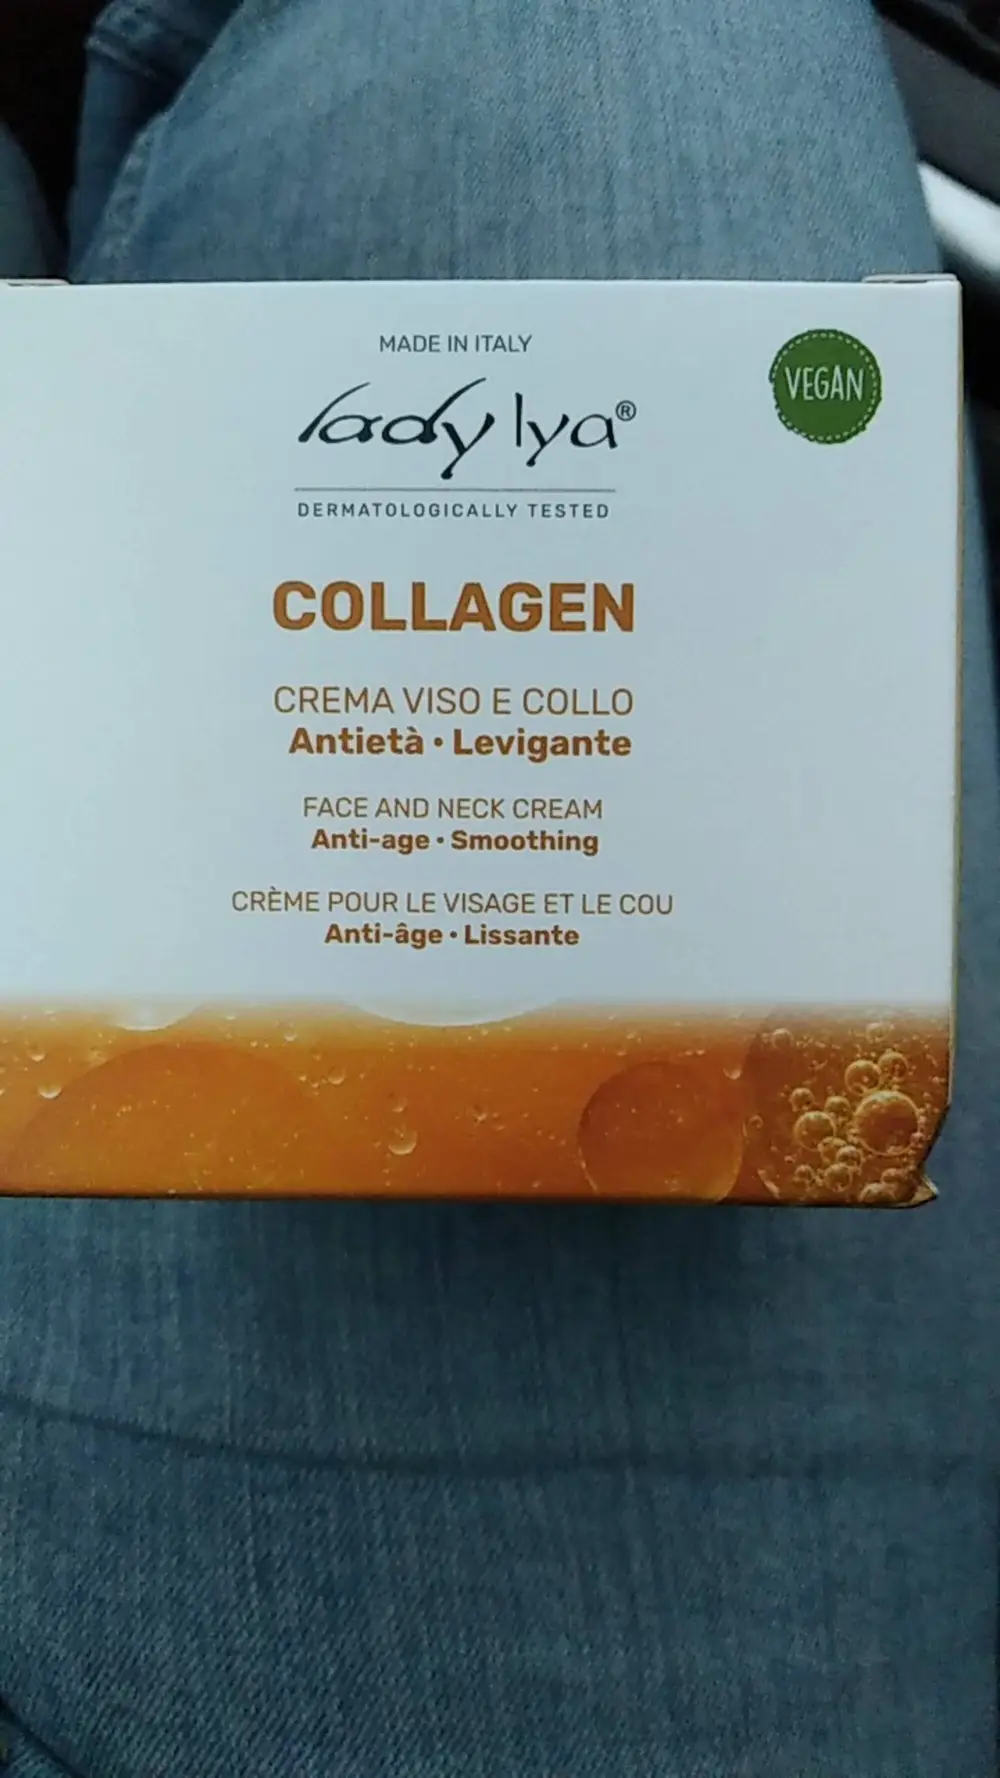 MADE IN ITALY
lady lya®
VEGAN
DERMATOLOGICALLY TESTED
COLLAGEN
CREMA VISO E COLLO
Antietà • Levigante
FACE AND NECK CREAM
Anti-age • Smoothing
CRÈME POUR LE VISAGE ET LE COU
Anti-âge • Lissante